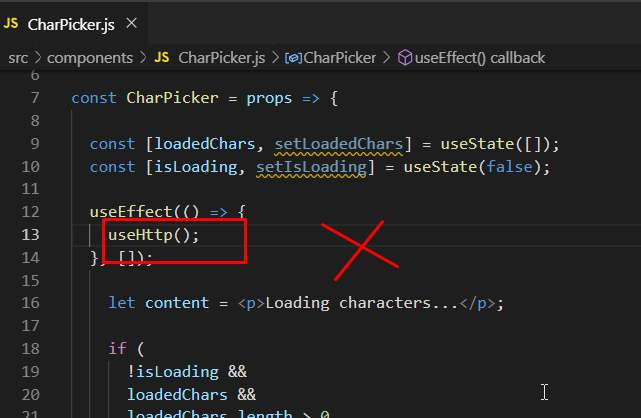 JS CharPicker.js ×
src > components > JS CharPicker.js > CharPicker > useEffect() callback
6
7 const CharPicker = props => {
8
9 const [loadedChars, setLoadedChars] = useState([]);
10 const [isLoading, setIsLoading] = useState(false);
11
12 useEffect(() => {
13 useHttp();
14 }, []);
15
16 let content = <p>Loading characters...</p>;
17
18 if (
19 !isLoading &&
20 loadedChars &&
21 loadedChars.length > 0